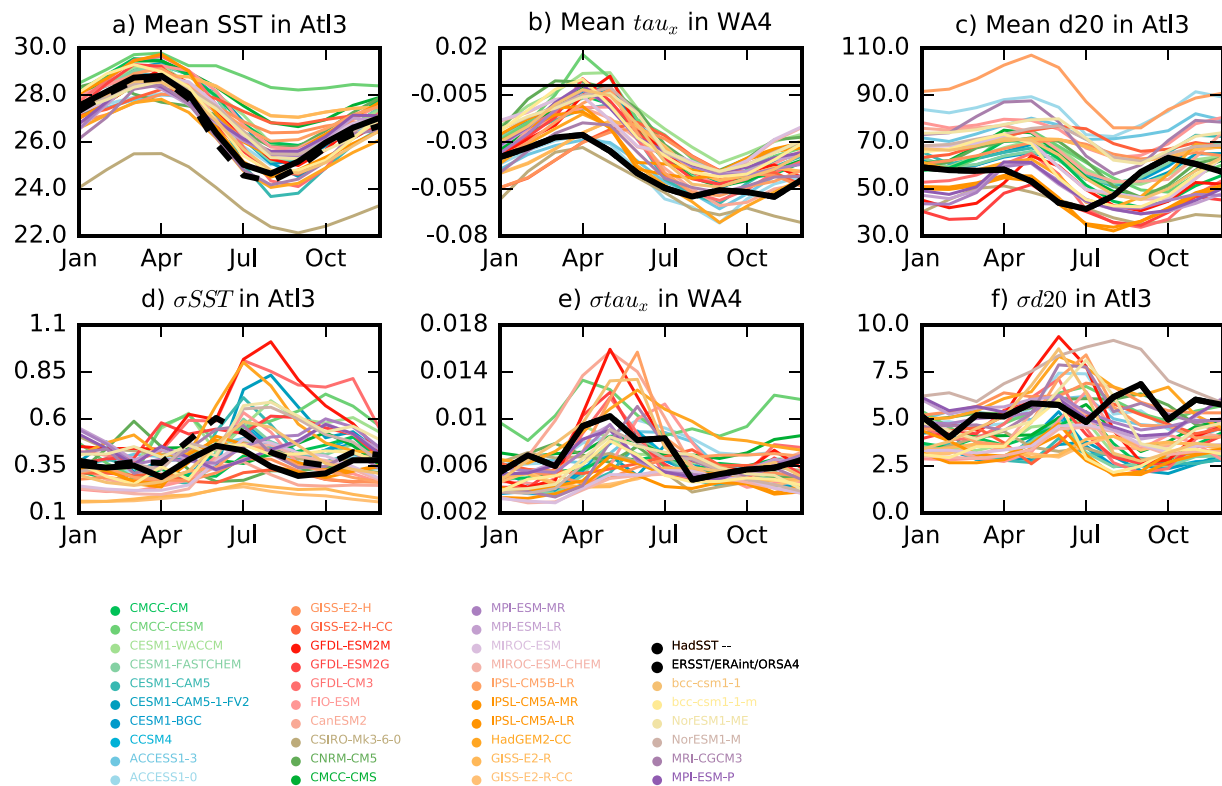 a) Mean SST in Atl3
b) Mean tau_x in WA4
c) Mean d20 in Atl3
30.0
28.0
26.0
24.0
22.0
Jan Apr Jul Oct
0.02
-0.005
-0.03
-0.055
-0.08
Jan Apr Jul Oct
110.0
90.0
70.0
50.0
30.0
Jan Apr Jul Oct
d) σSST in Atl3
e) σtau_x in WA4
f) σd20 in Atl3
1.1
0.85
0.6
0.35
0.1
Jan Apr Jul Oct
0.018
0.014
0.010
0.006
0.002
Jan Apr Jul Oct
10.0
7.5
5.0
2.5
0.0
Jan Apr Jul Oct
CMCC-CM
CMCC-CESM
CESM1-WACCM
CESM1-FASTCHEM
CESM1-CAM5
CESM1-CAM5-1-FV2
CESM1-BGC
CCSM4
ACCESS1-3
ACCESS1-0
GISS-E2-H
GISS-E2-H-CC
GFDL-ESM2M
GFDL-ESM2G
GFDL-CM3
FIO-ESM
CanESM2
CSIRO-Mk3-6-0
CNRM-CM5
CMCC-CMS
MPI-ESM-MR
MPI-ESM-LR
MIROC-ESM
MIROC-ESM-CHEM
IPSL-CM5B-LR
IPSL-CM5A-MR
IPSL-CM5A-LR
HadGEM2-CC
GISS-E2-R
GISS-E2-R-CC
HadSST --
ERSST/ERAint/ORSA4
bcc-csm1-1
bcc-csm1-1-m
NorESM1-ME
NorESM1-M
MRI-CGCM3
MPI-ESM-P